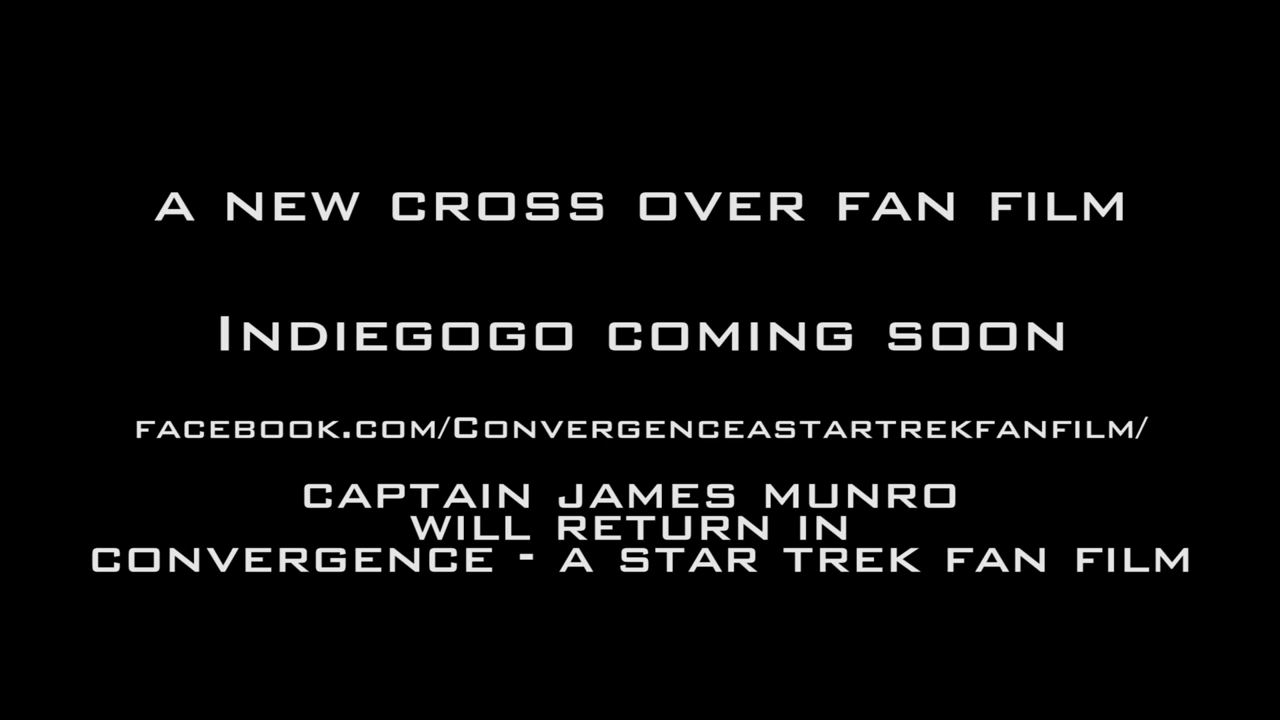 A NEW CROSS OVER FAN FILM
INDIEGOGO COMING SOON
FACEBOOK.COM/CONVERGENCEASTARTREKFANFILM/
CAPTAIN JAMES MUNRO
WILL RETURN IN
CONVERGENCE - A STAR TREK FAN FILM